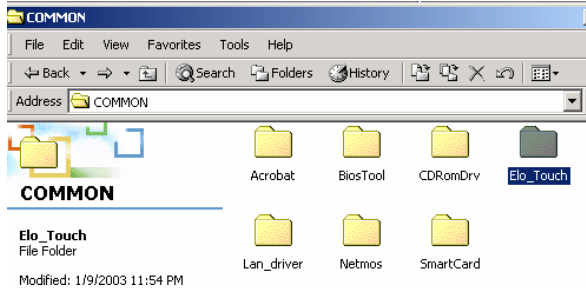 COMMON
File Edit View Favorites Tools Help
Back Search Folders History
Address COMMON
COMMON
Elo_Touch
File Folder
Modified: 1/9/2003 11:54 PM
Acrobat BiosTool CDRomDrv Elo_Touch
Lan_driver Netmos SmartCard